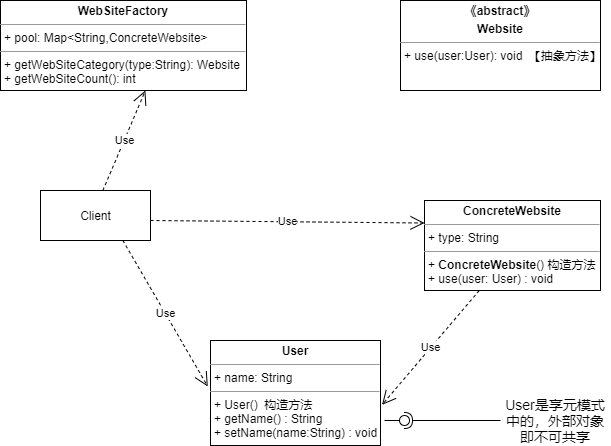 WebSiteFactory
+ pool: Map<String,ConcreteWebsite>
+ getWebSiteCategory(type:String): Website
+ getWebSiteCount(): int
《abstract》
Website
+ use(user:User): void 【抽象方法】
Use
Client
Use
ConcreteWebsite
+ type: String
+ ConcreteWebsite() 构造方法
+ use(user: User) : void
Use
Use
User
+ name: String
+ User() 构造方法
+ getName() : String
+ setName(name:String) : void
User是享元模式
中的，外部对象
即不可共享